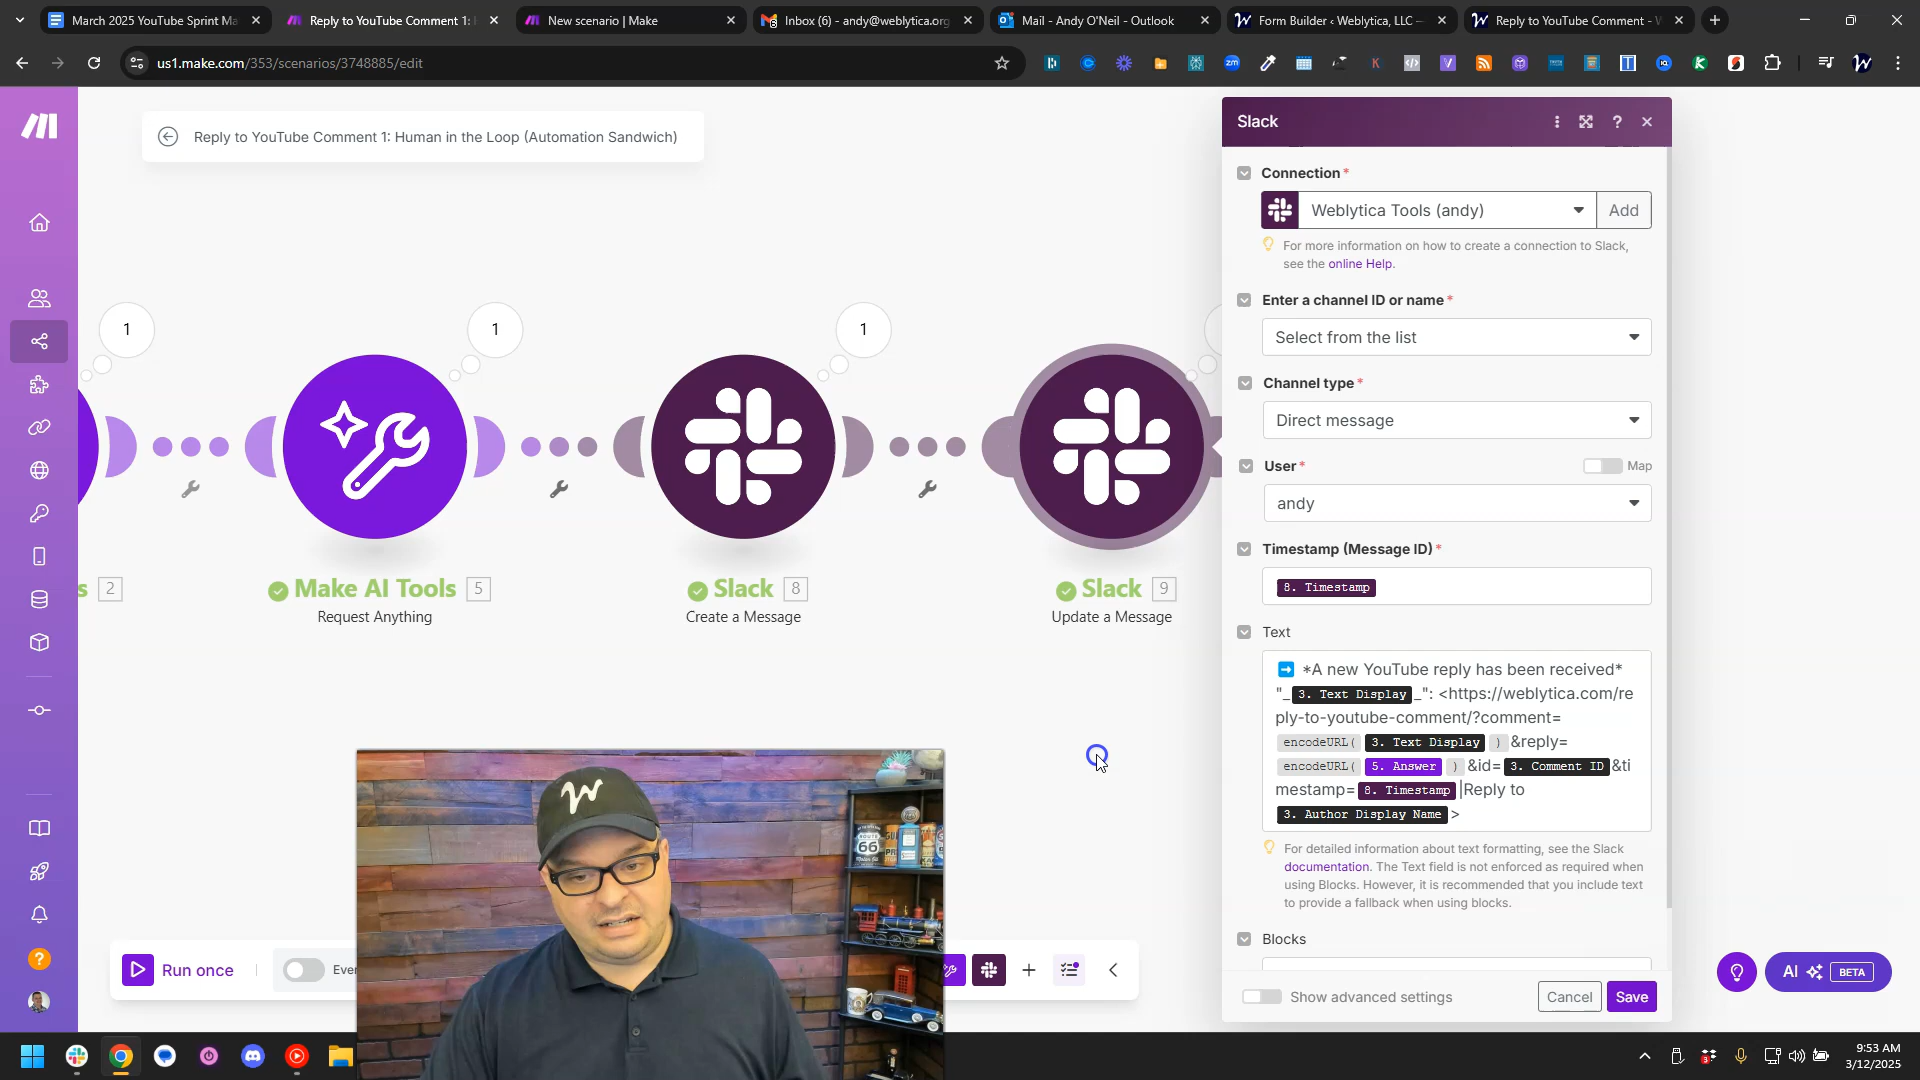 March 2025 YouTube Sprint Ma
Reply to YouTube Comment 1:
New scenario | Make
Inbox (6) - andy@weblytica.org
Mail - Andy O'Neil - Outlook
Form Builder ‹ Weblytica, LLC —
Reply to YouTube Comment - W
us1.make.com/353/scenarios/3748885/edit
Reply to YouTube Comment 1: Human in the Loop (Automation Sandwich)
Slack
Connection*
Weblytica Tools (andy)
Add
For more information on how to create a connection to Slack,
see the online Help.
Enter a channel ID or name*
Select from the list
Channel type*
Direct message
User*
Map
andy
Timestamp (Message ID)*
8. Timestamp
Text
➡ *A new YouTube reply has been received*
"_ 3. Text Display _": <https://weblytica.com/re
ply-to-youtube-comment/?comment=
encodeURL( 3. Text Display ) &reply=
encodeURL( 5. Answer ) &id= 3. Comment ID &ti
mestamp= 8. Timestamp |Reply to
3. Author Display Name >
For detailed information about text formatting, see the Slack
documentation. The Text field is not enforced as required when
using Blocks. However, it is recommended that you include text
to provide a fallback when using blocks.
Blocks
Show advanced settings
Cancel
Save
1
1
1
s 2
Make AI Tools 5
Request Anything
Slack 8
Create a Message
Slack 9
Update a Message
Run once
Ever
ROUTE
66
AI BETA
9:53 AM
3/12/2025